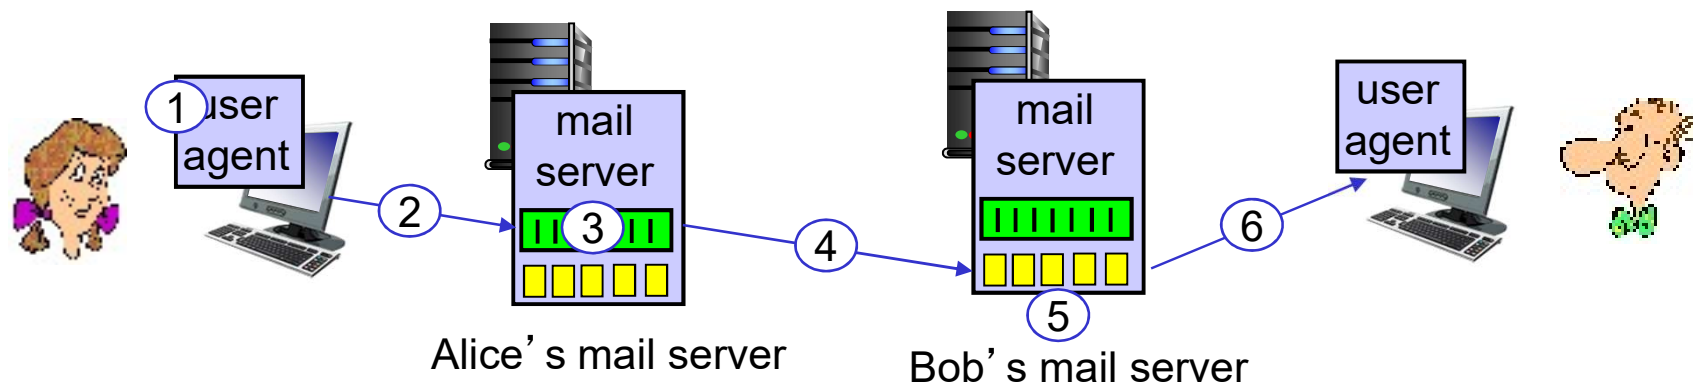 1
user
agent
2
mail
server
3
Alice’s mail server
4
mail
server
5
Bob’s mail server
6
user
agent